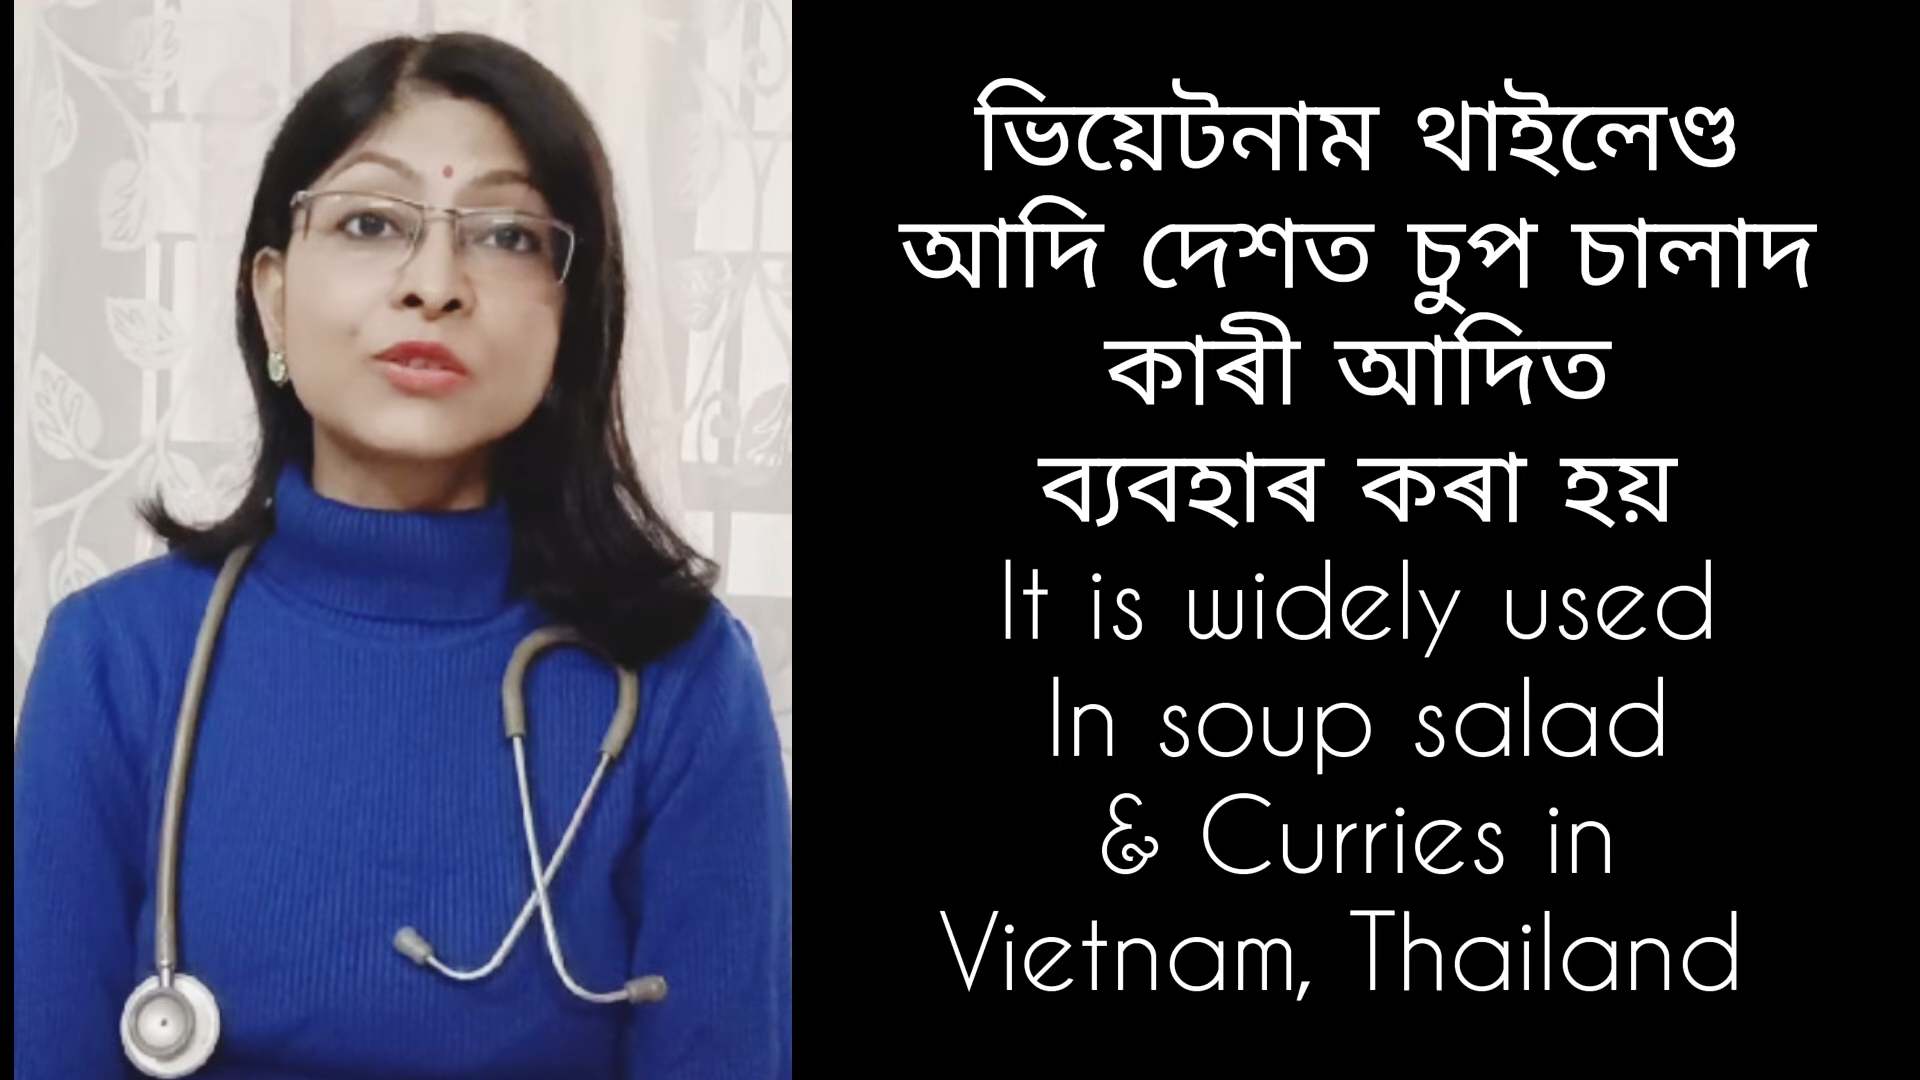 ভিয়েটনাম থাইলেণ্ড
আদি দেশত চুপ চালাদ
কাৰী আদিত
ব্যবহাৰ কৰা হয়
It is widely used
In soup salad
& Curries in
Vietnam, Thailand